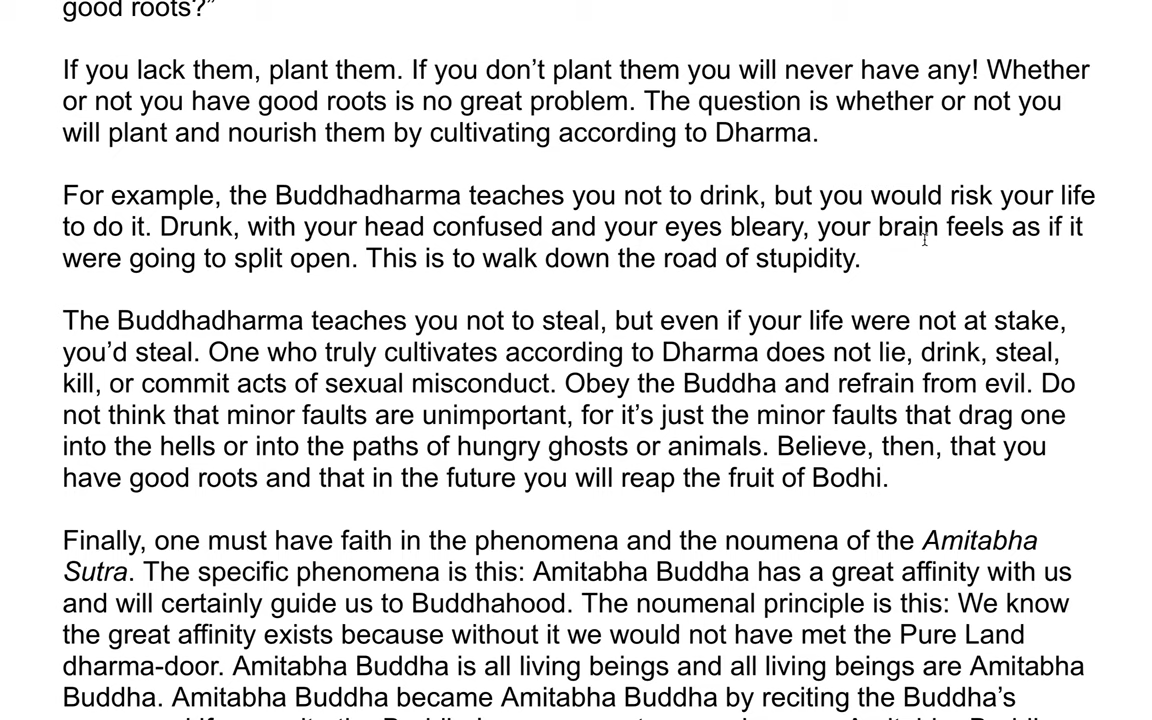 good roots?”
If you lack them, plant them. If you don’t plant them you will never have any! Whether
or not you have good roots is no great problem. The question is whether or not you
will plant and nourish them by cultivating according to Dharma.
For example, the Buddhadharma teaches you not to drink, but you would risk your life
to do it. Drunk, with your head confused and your eyes bleary, your brain feels as if it
were going to split open. This is to walk down the road of stupidity.
The Buddhadharma teaches you not to steal, but even if your life were not at stake,
you’d steal. One who truly cultivates according to Dharma does not lie, drink, steal,
kill, or commit acts of sexual misconduct. Obey the Buddha and refrain from evil. Do
not think that minor faults are unimportant, for it’s just the minor faults that drag one
into the hells or into the paths of hungry ghosts or animals. Believe, then, that you
have good roots and that in the future you will reap the fruit of Bodhi.
Finally, one must have faith in the phenomena and the noumena of the Amitabha
Sutra. The specific phenomena is this: Amitabha Buddha has a great affinity with us
and will certainly guide us to Buddhahood. The noumenal principle is this: We know
the great affinity exists because without it we would not have met the Pure Land
dharma-door. Amitabha Buddha is all living beings and all living beings are Amitabha
Buddha. Amitabha Buddha became Amitabha Buddha by reciting the Buddha’s